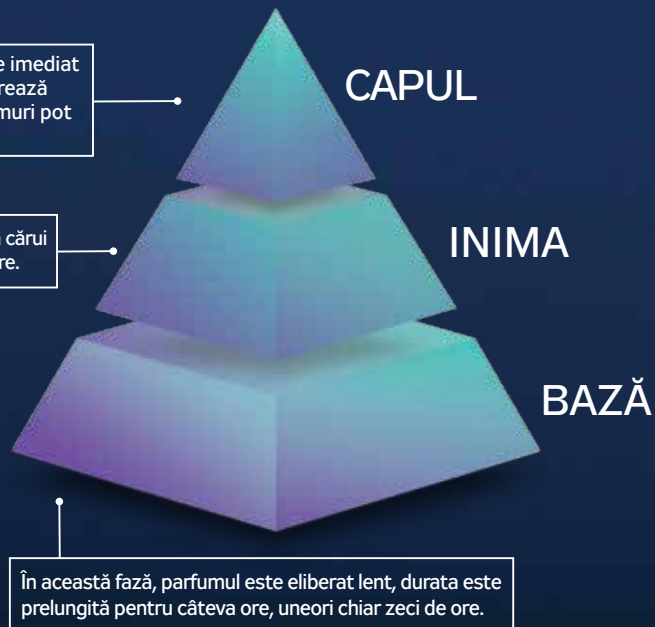 e imediat
rează
muri pot
CAPUL
cărui
re.
INIMA
BAZĂ
În această fază, parfumul este eliberat lent, durata este
prelungită pentru câteva ore, uneori chiar zeci de ore.